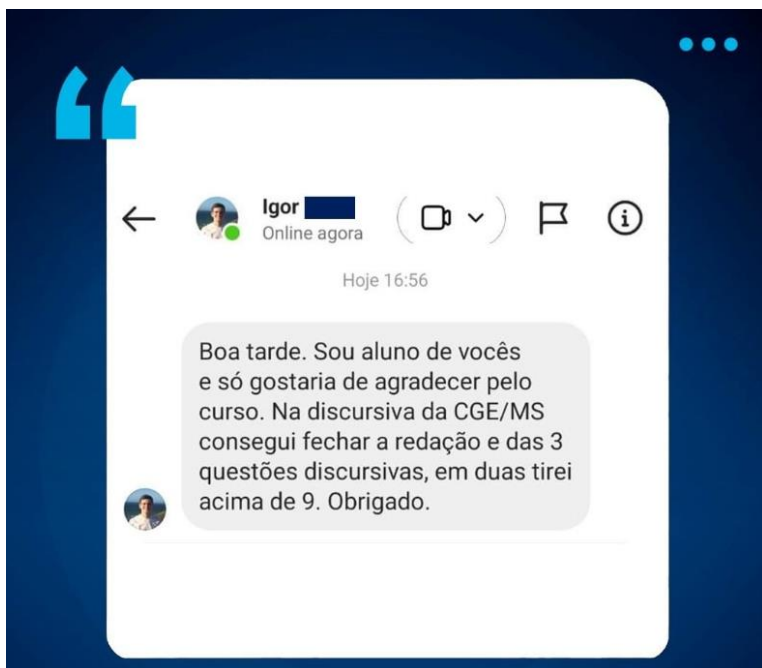 Igor
Online agora
Hoje 16:56
Boa tarde. Sou aluno de vocês
e só gostaria de agradecer pelo
curso. Na discursiva da CGE/MS
consegui fechar a redação e das 3
questões discursivas, em duas tirei
acima de 9. Obrigado.